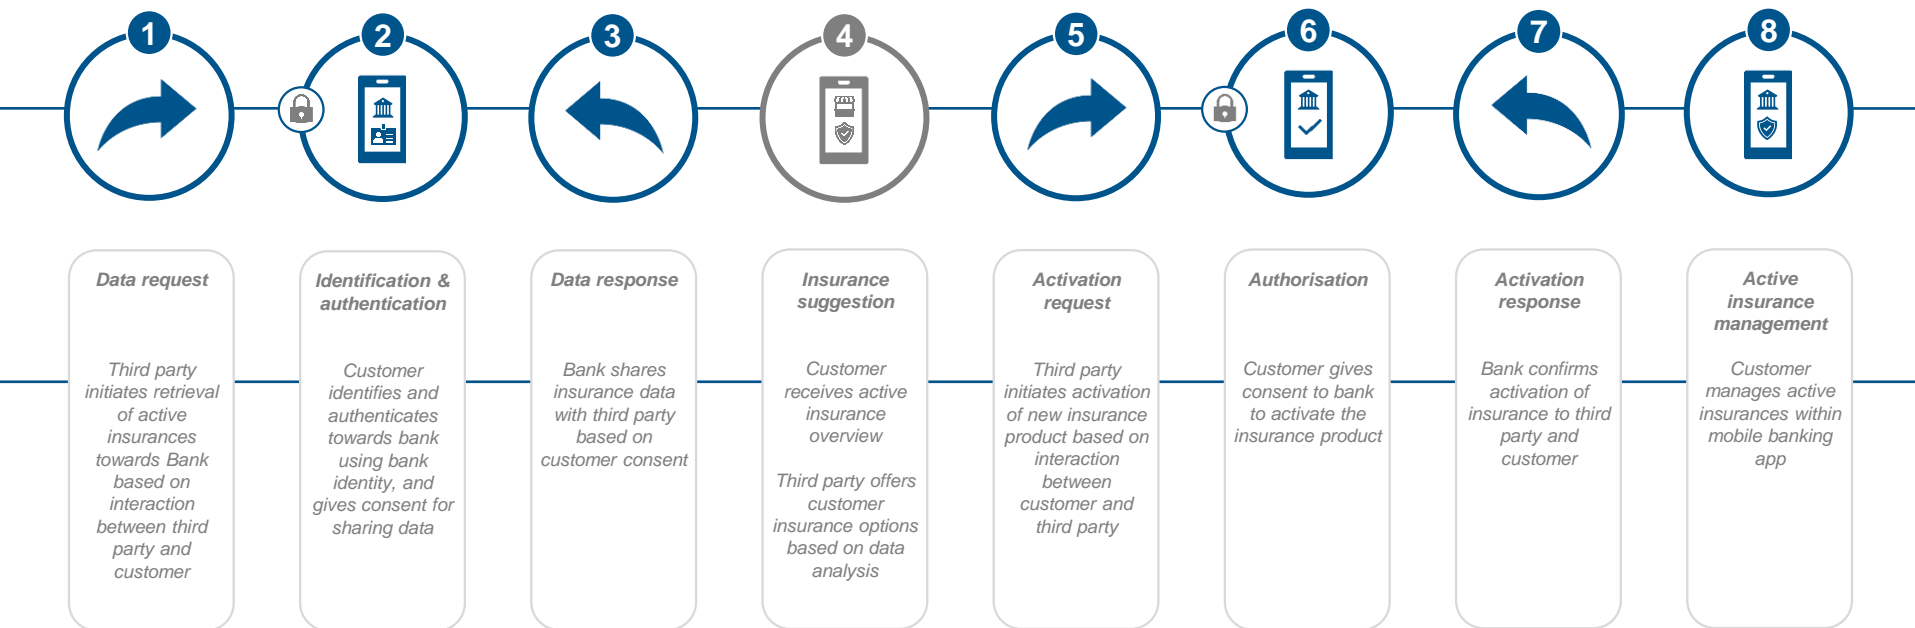 1
2
3
4
5
6
7
8
Data request
Third party
initiates retrieval
of active
insurances
towards Bank
based on
interaction
between third
party and
customer
Identification &
authentication
Customer
identifies and
authenticates
towards bank
using bank
identity, and
gives consent for
sharing data
Data response
Bank shares
insurance data
with third party
based on
customer consent
Insurance
suggestion
Customer
receives active
insurance
overview
Third party offers
customer
insurance options
based on data
analysis
Activation
request
Third party
initiates activation
of new insurance
product based on
interaction
between
customer and
third party
Authorisation
Customer gives
consent to bank
to activate the
insurance product
Activation
response
Bank confirms
activation of
insurance to third
party and
customer
Active
insurance
management
Customer
manages active
insurances within
mobile banking
app